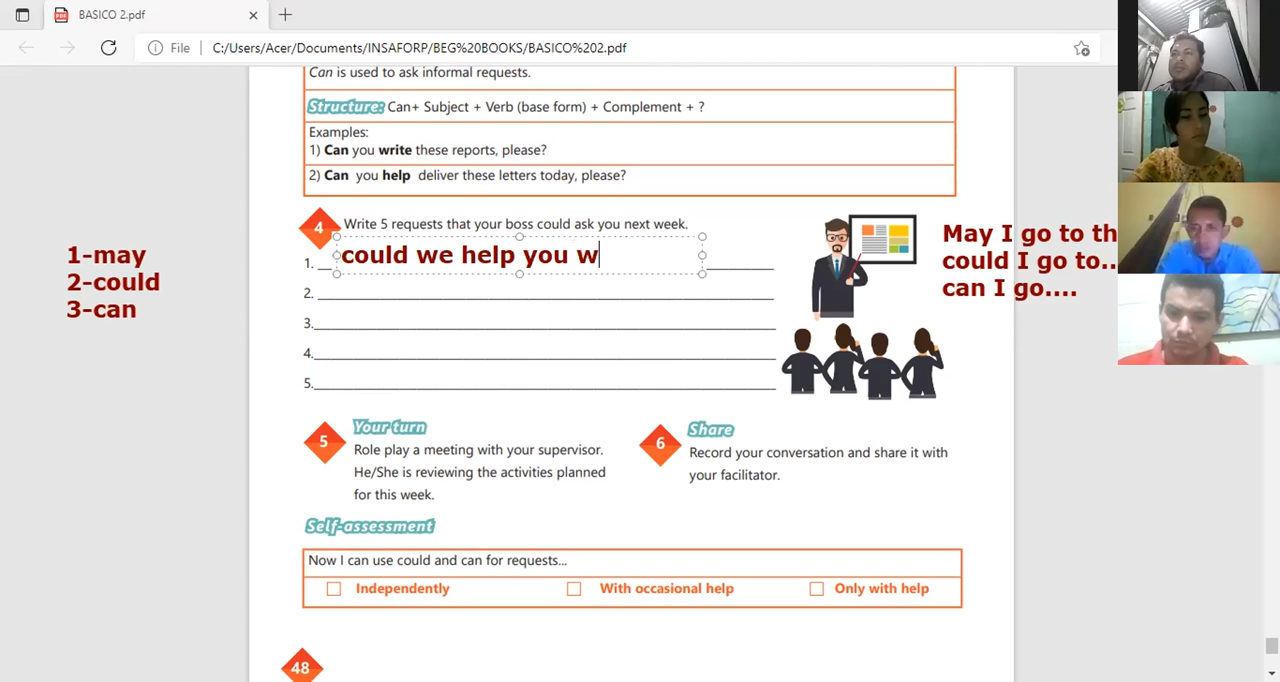 BASICO 2.pdf
File
C:/Users/Acer/Documents/INSAFORP/BEG%20BOOKS/BASICO%202.pdf
Can is used to ask informal requests.
Structure: Can+ Subject + Verb (base form) + Complement + ?
Examples:
1) Can you write these reports, please?
2) Can you help deliver these letters today, please?
4 Write 5 requests that your boss could ask you next week.
1. could we help you w
2.
3.
4.
5.
1-may
2-could
3-can
May I go to th
could I go to..
can I go....
5 Your turn
Role play a meeting with your supervisor.
He/She is reviewing the activities planned
for this week.
6 Share
Record your conversation and share it with
your facilitator.
Self-assessment
Now I can use could and can for requests...
Independently With occasional help Only with help
48